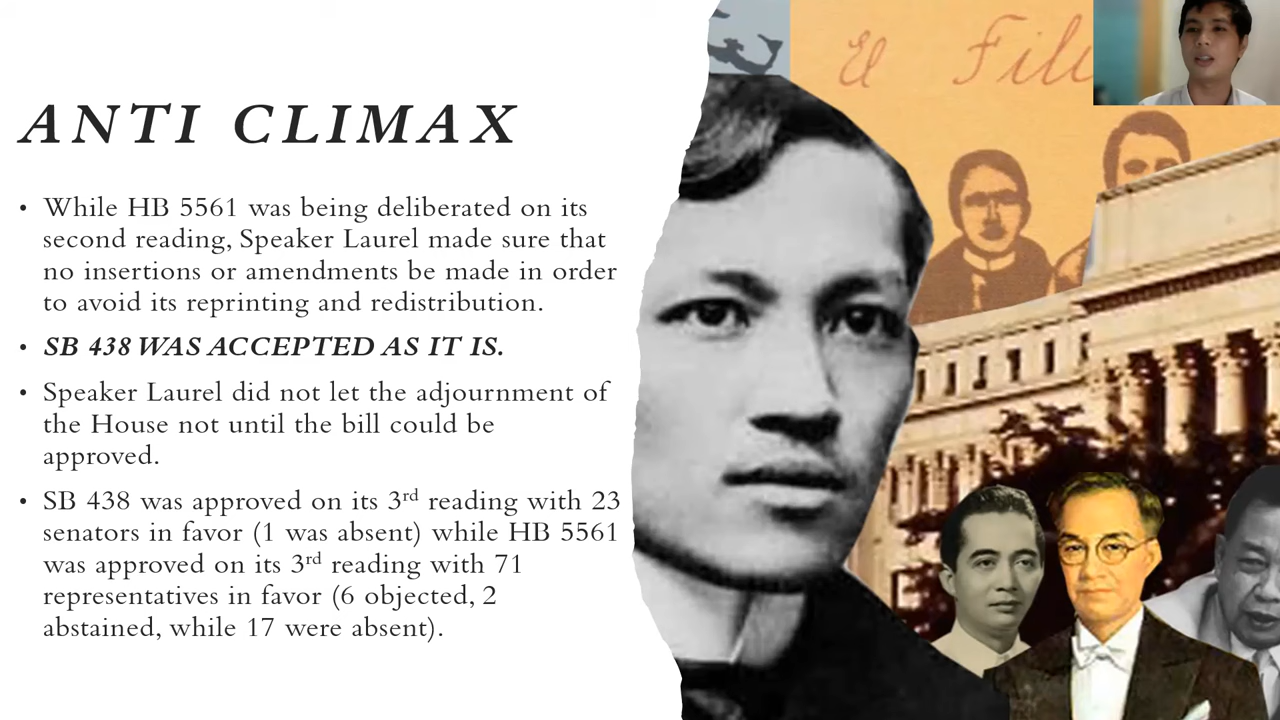 ANTI CLIMAX
• While HB 5561 was being deliberated on its
second reading, Speaker Laurel made sure that
no insertions or amendments be made in order
to avoid its reprinting and redistribution.
• SB 438 WAS ACCEPTED AS IT IS.
• Speaker Laurel did not let the adjournment of
the House not until the bill could be
approved.
• SB 438 was approved on its 3rd reading with 23
senators in favor (1 was absent) while HB 5561
was approved on its 3rd reading with 71
representatives in favor (6 objected, 2
abstained, while 17 were absent).
El Fili